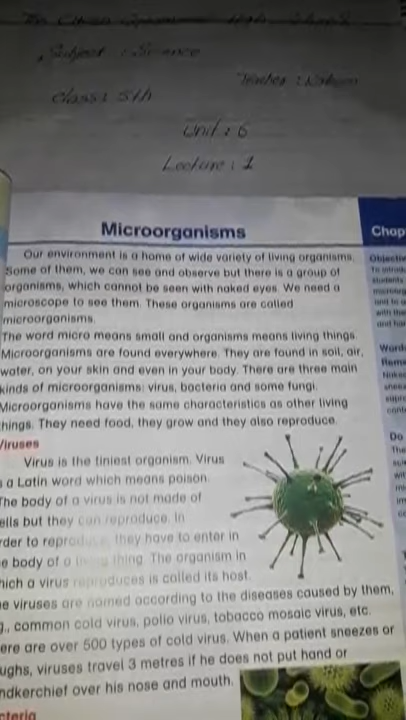 Subject : Science
Class : 5th
Unit : 6
Lecture : 1
Microorganisms
Chap
Our environment is a home of wide variety of living organisms.
Some of them, we can see and observe but there is a group of
organisms, which cannot be seen with naked eyes. We need a
microscope to see them. These organisms are called
microorganisms.
The word micro means small and organisms means living things.
Microorganisms are found everywhere. They are found in soil, air,
water, on your skin and even in your body. There are three main
kinds of microorganisms: virus, bacteria and some fungi.
Microorganisms have the same characteristics as other living
things. They need food, they grow and they also reproduce.
Viruses
Virus is the tiniest organism. Virus
s a Latin word which means poison.
The body of a virus is not made of
ells but they can reproduce. In
rder to reproduce, they have to enter in
e body of a living thing. The organism in
hich a virus reproduces is called its host.
e viruses are named according to the diseases caused by them,
g., common cold virus, polio virus, tobacco mosaic virus, etc.
ere are over 500 types of cold virus. When a patient sneezes or
ughs, viruses travel 3 metres if he does not put hand or
ndkerchief over his nose and mouth.
cteria
Objectiv
Words
Do
The